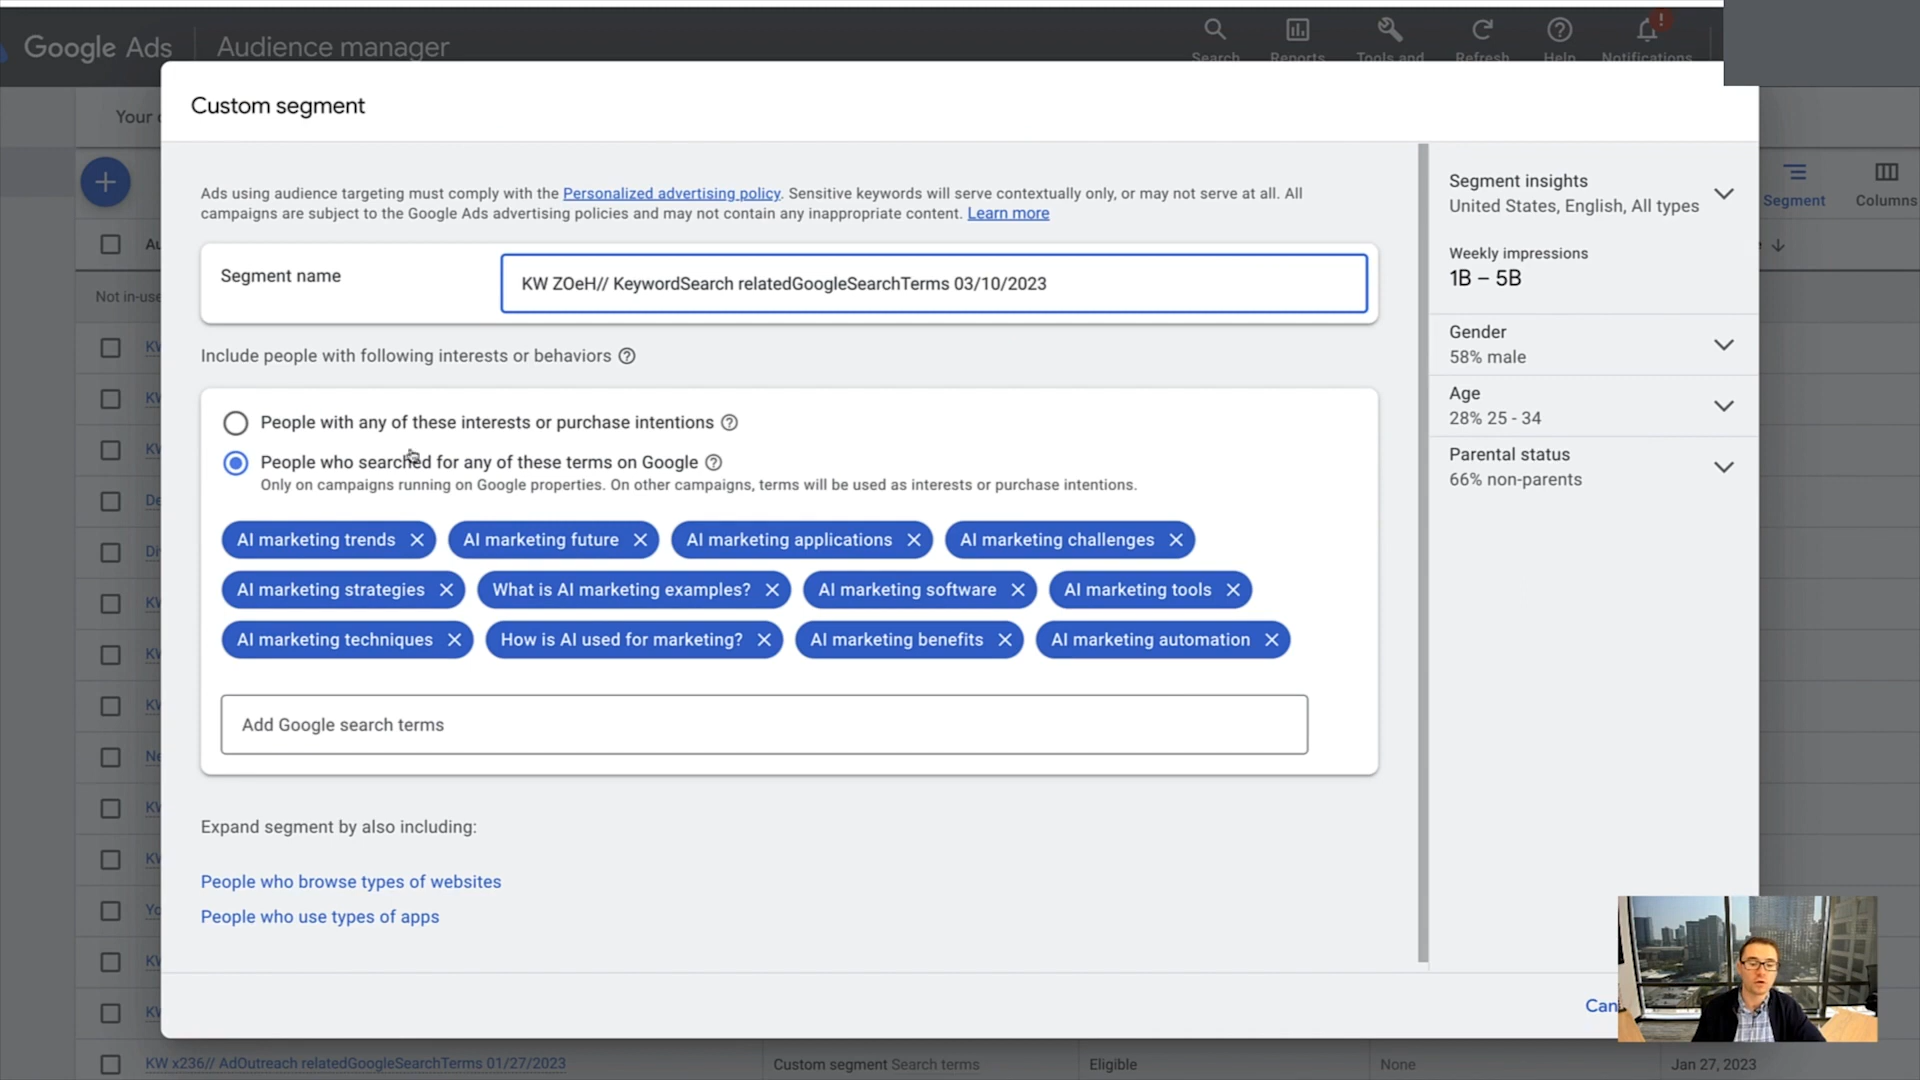 Google Ads
Audience manager
Search
Reports
Tools and
Refresh
Help
!
Notifications
Your
Custom segment
Ads using audience targeting must comply with the Personalized advertising policy. Sensitive keywords will serve contextually only, or may not serve at all. All
campaigns are subject to the Google Ads advertising policies and may not contain any inappropriate content. Learn more
Segment name
KW ZOeH// KeywordSearch relatedGoogleSearchTerms 03/10/2023
Include people with following interests or behaviors
People with any of these interests or purchase intentions
People who searched for any of these terms on Google
Only on campaigns running on Google properties. On other campaigns, terms will be used as interests or purchase intentions.
AI marketing trends
AI marketing future
AI marketing applications
AI marketing challenges
AI marketing strategies
What is AI marketing examples?
AI marketing software
AI marketing tools
AI marketing techniques
How is AI used for marketing?
AI marketing benefits
AI marketing automation
Add Google search terms
Expand segment by also including:
People who browse types of websites
People who use types of apps
Segment insights
United States, English, All types
Weekly impressions
1B – 5B
Gender
58% male
Age
28% 25 - 34
Parental status
66% non-parents
Segment
Columns
Not in-use
KW x236// AdOutreach relatedGoogleSearchTerms 01/27/2023
Custom segment Search terms
Eligible
None
Jan 27, 2023